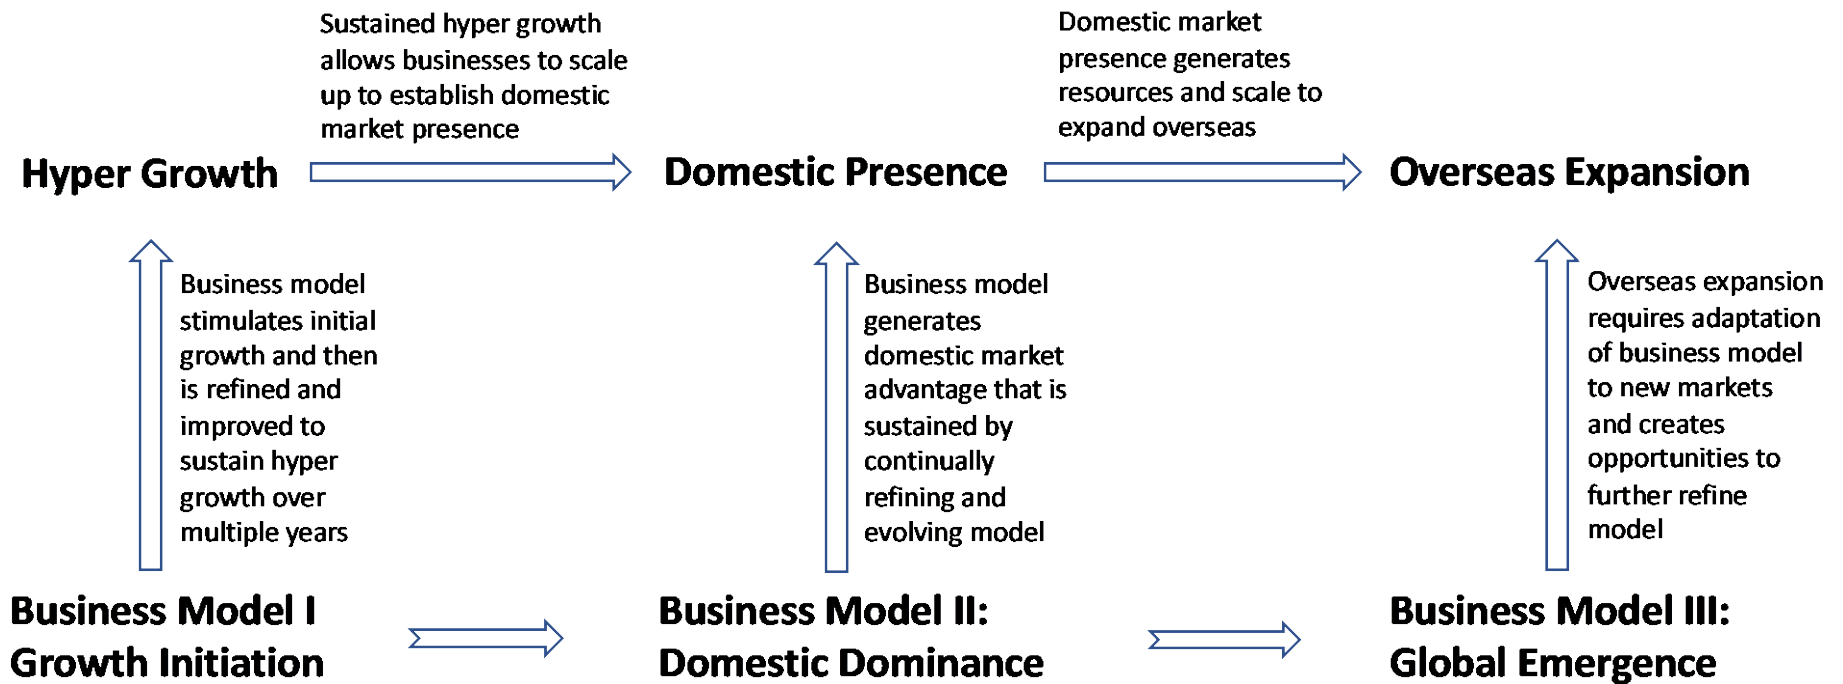 Sustained hyper growth
allows businesses to scale
up to establish domestic
market presence
Domestic market
presence generates
resources and scale to
expand overseas
Hyper Growth
Domestic Presence
Overseas Expansion
Business model
stimulates initial
growth and then
is refined and
improved to
sustain hyper
growth over
multiple years
Business model
generates
domestic market
advantage that is
sustained by
continually
refining and
evolving model
Overseas expansion
requires adaptation
of business model
to new markets
and creates
opportunities to
further refine
model
Business Model I
Growth Initiation
Business Model II:
Domestic Dominance
Business Model III:
Global Emergence